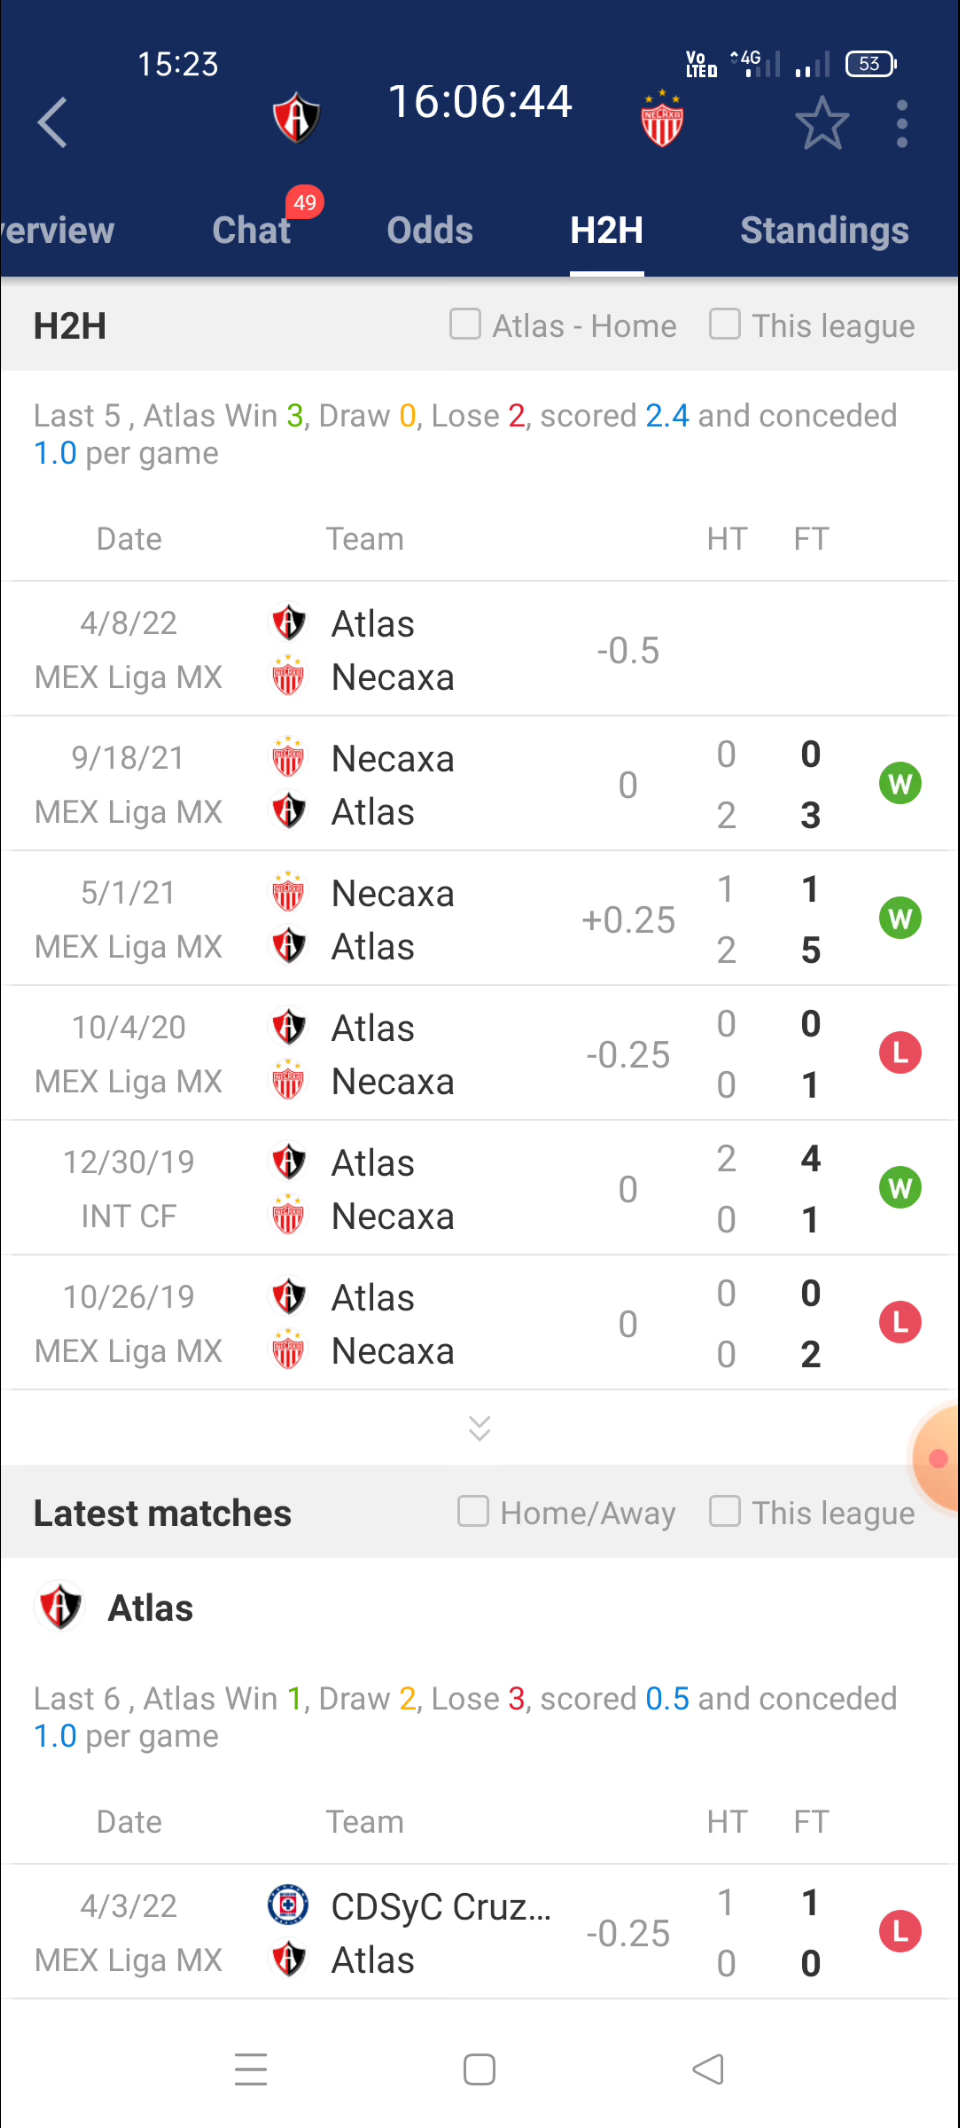 15:23
Vo LTED 4G 53
16:06:44
NECAXA
verview Chat 49 Odds H2H Standings
H2H Atlas - Home This league
Last 5 , Atlas Win 3, Draw 0, Lose 2, scored 2.4 and conceded
1.0 per game
Date Team HT FT
4/8/22 Atlas
-0.5
MEX Liga MX Necaxa
9/18/21 Necaxa 0 0
0 W
MEX Liga MX Atlas 2 3
5/1/21 Necaxa 1 1
+0.25 W
MEX Liga MX Atlas 2 5
10/4/20 Atlas 0 0
-0.25 L
MEX Liga MX Necaxa 0 1
12/30/19 Atlas 2 4
0 W
INT CF Necaxa 0 1
10/26/19 Atlas 0 0
0 L
MEX Liga MX Necaxa 0 2
Latest matches Home/Away This league
Atlas
Last 6 , Atlas Win 1, Draw 2, Lose 3, scored 0.5 and conceded
1.0 per game
Date Team HT FT
4/3/22 CDSyC Cruz... 1 1
-0.25 L
MEX Liga MX Atlas 0 0